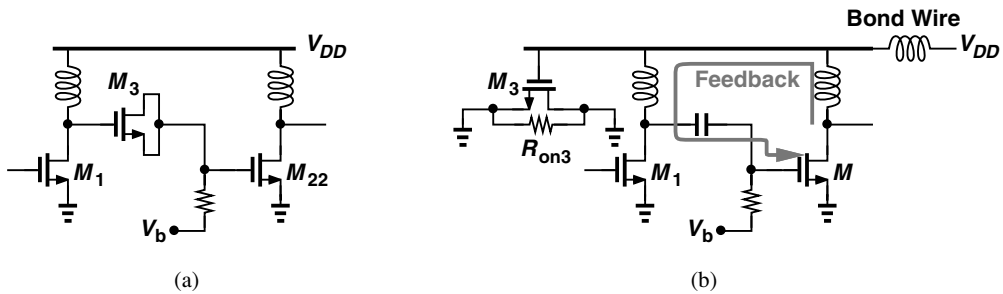 V_DD
M_3
M_1
M_22
V_b
(a)
Bond Wire
V_DD
M_3
Feedback
R_on3
M_1
M
V_b
(b)